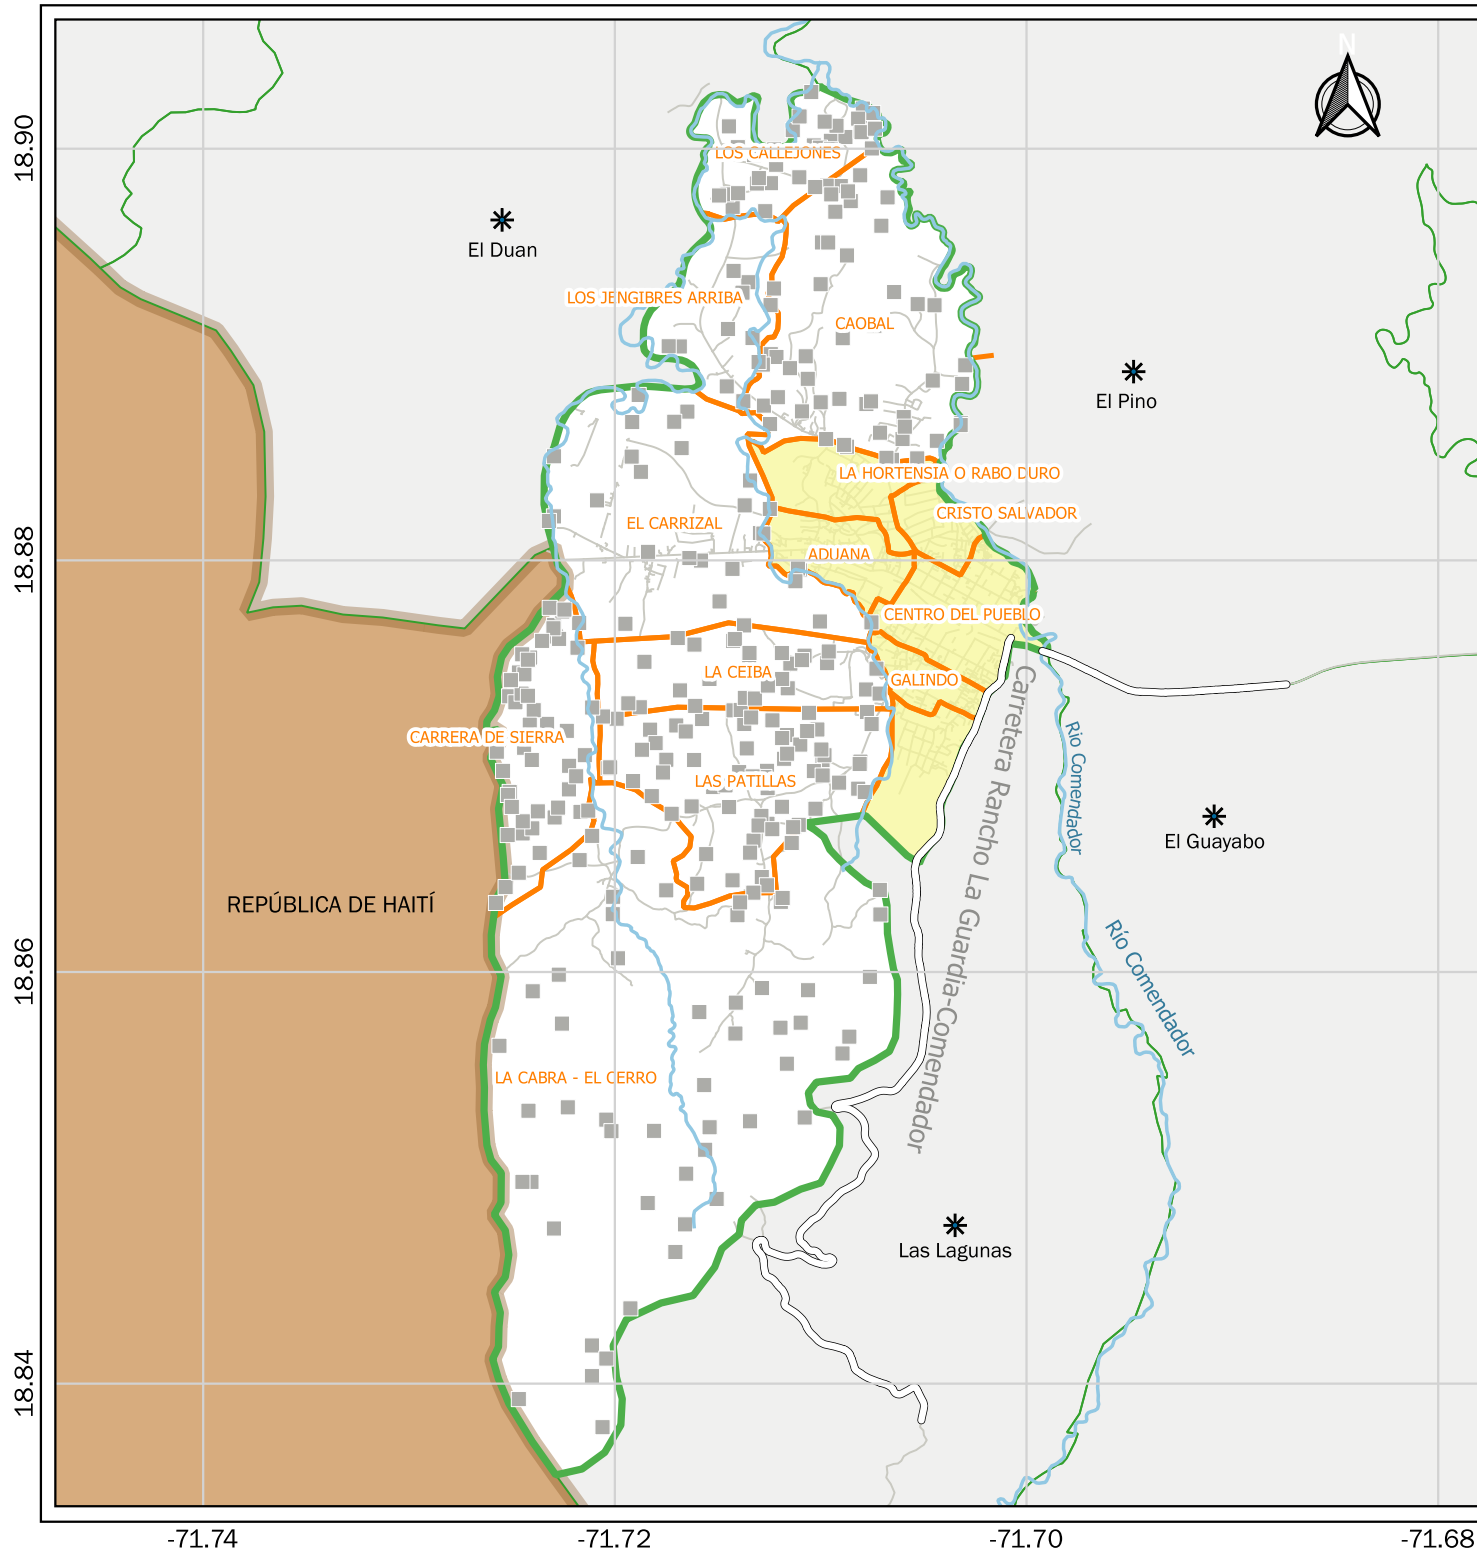 N
18.90
LOS CALLEJONES
El Duan
LOS JENGIBRES ARRIBA
CAOBAL
El Pino
LA HORTENSIA O RABO DURO
CRISTO SALVADOR
EL CARRIZAL
ADUANA
18.88
CENTRO DEL PUEBLO
LA CEIBA
GALINDO
CARRERA DE SIERRA
LAS PATILLAS
Carretera Rancho La Guardia-Comendador
Rio Comendador
El Guayabo
REPÚBLICA DE HAITÍ
Río Comendador
18.86
LA CABRA - EL CERRO
Las Lagunas
18.84
-71.74
-71.72
-71.70
-71.68